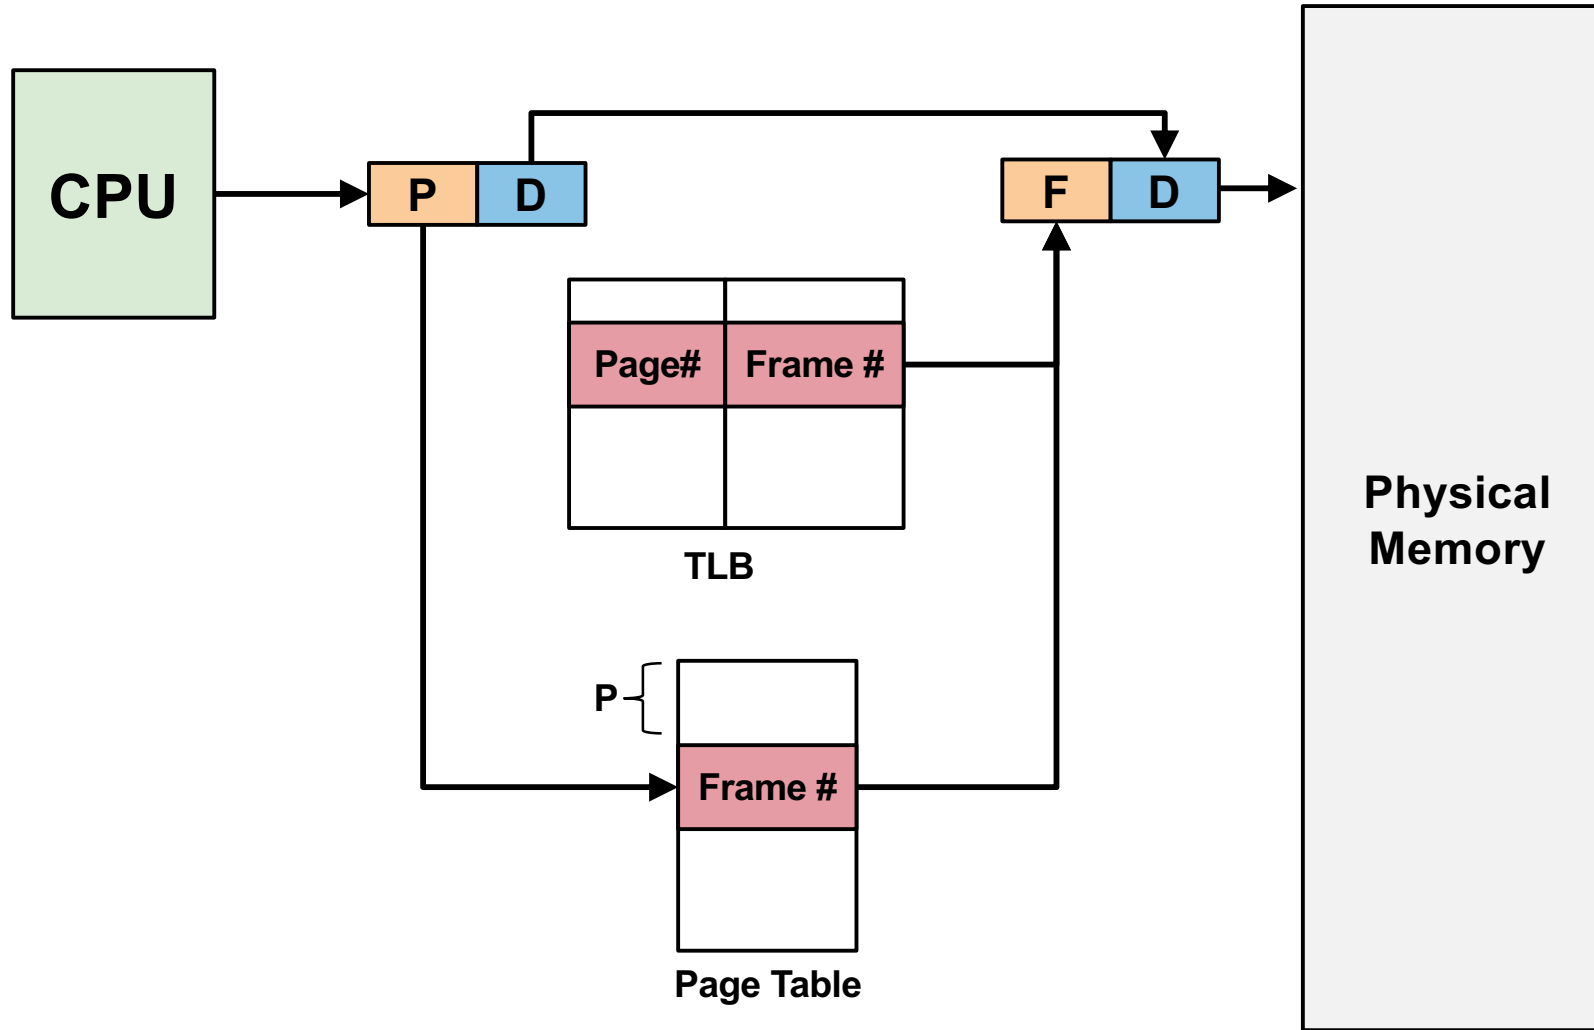 CPU
P D
F D
Page# Frame #
TLB
P
Frame #
Page Table
Physical
Memory